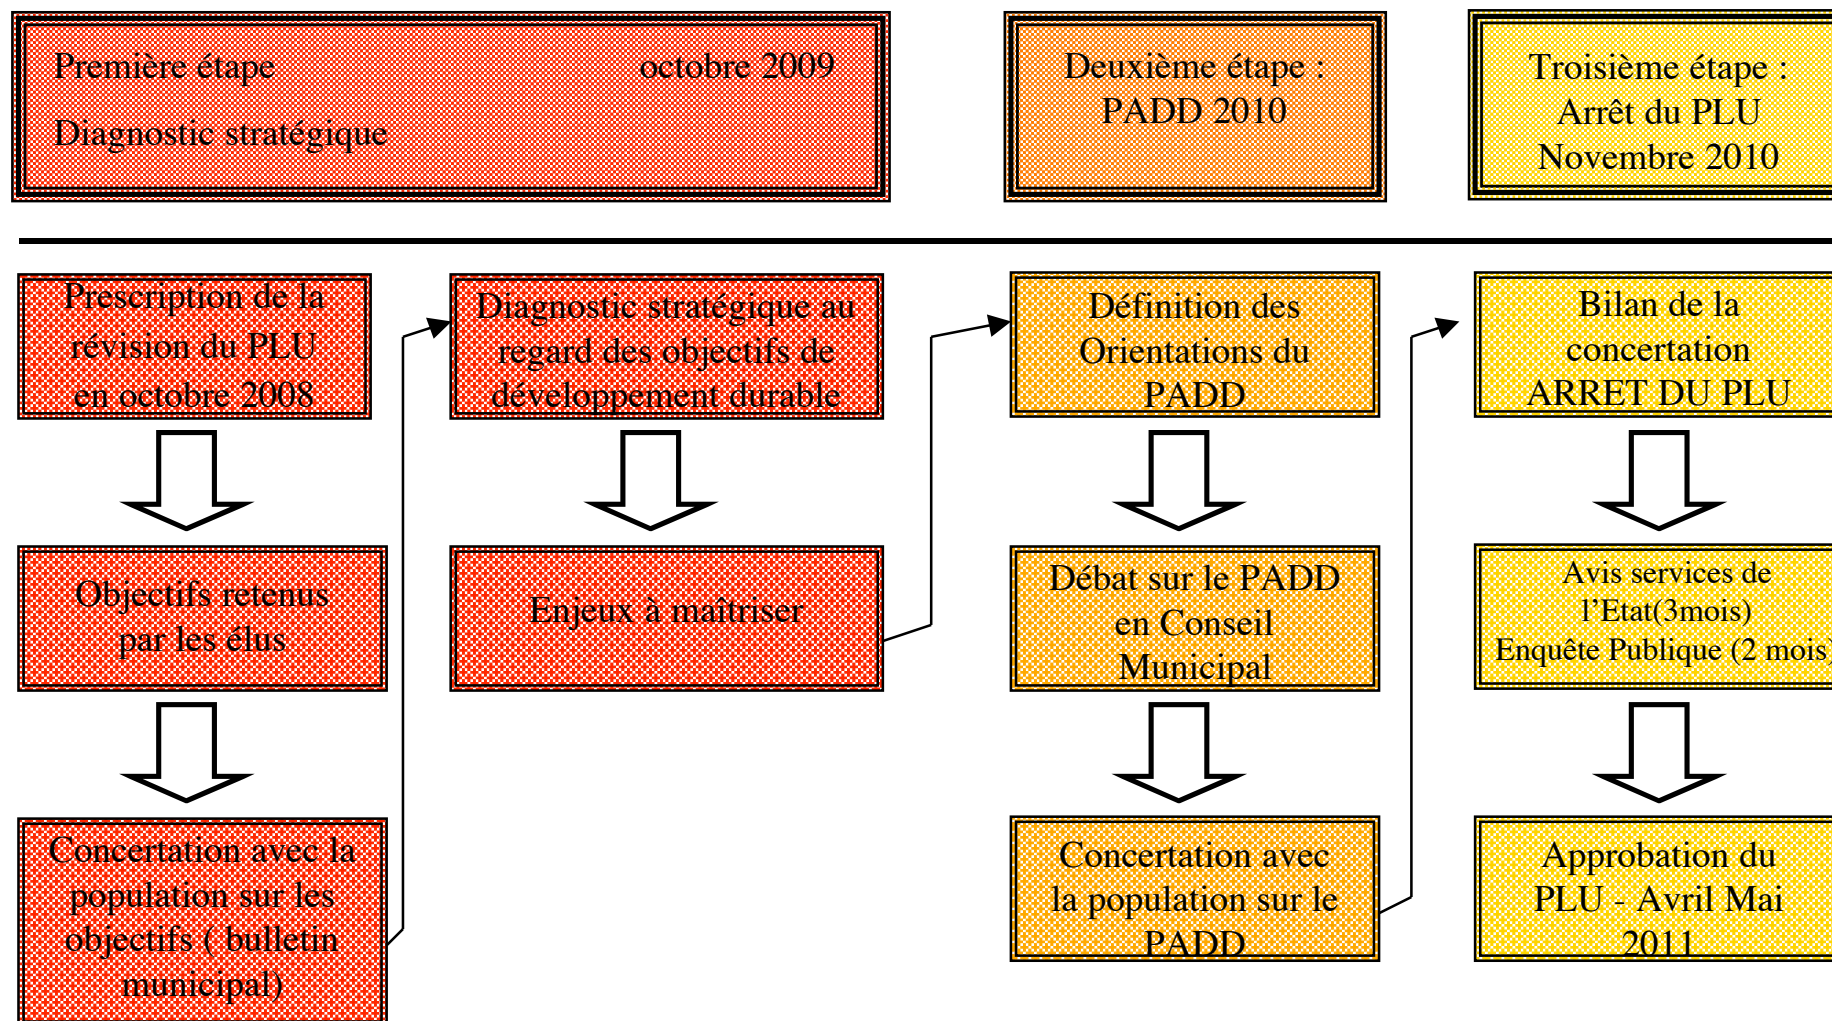 Première étape octobre 2009
Diagnostic stratégique
Deuxième étape :
PADD 2010
Troisième étape :
Arrêt du PLU
Novembre 2010
Prescription de la
révision du PLU
en octobre 2008
Objectifs retenus
par les élus
Concertation avec la
population sur les
objectifs ( bulletin
municipal)
Diagnostic stratégique au
regard des objectifs de
développement durable
Enjeux à maîtriser
Définition des
Orientations du
PADD
Débat sur le PADD
en Conseil
Municipal
Concertation avec
la population sur le
PADD
Bilan de la
concertation
ARRET DU PLU
Avis services de
l’Etat(3mois)
Enquête Publique (2 mois)
Approbation du
PLU - Avril Mai
2011